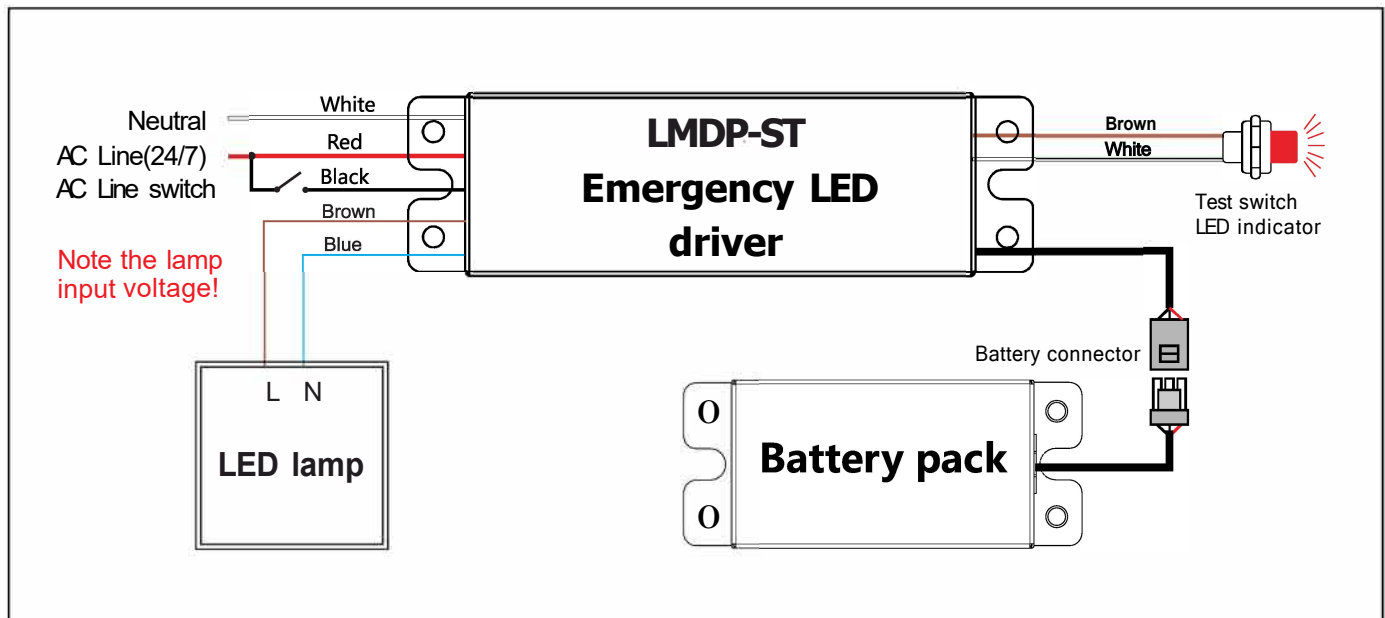 Neutral
AC Line(24/7)
AC Line switch
White
Red
Black
Brown
Blue
Note the lamp
input voltage!
L N
LED lamp
LMDP-ST
Emergency LED
driver
Brown
White
Test switch
LED indicator
Battery connector
O
O
Battery pack